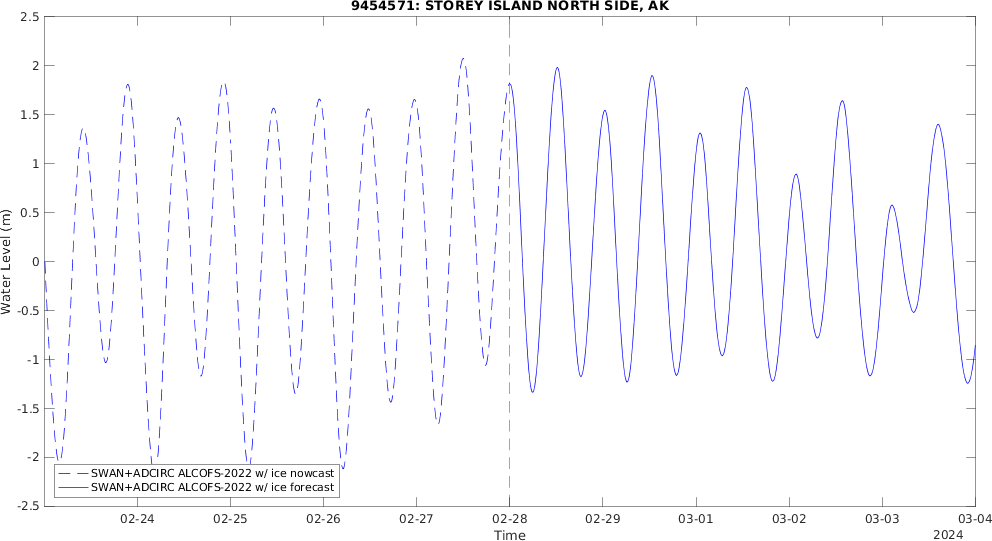 9454571: STOREY ISLAND NORTH SIDE, AK
2.5
2
1.5
1
0.5
0
-0.5
-1
-1.5
-2
-2.5
Water Level (m)
SWAN+ADCIRC ALCOFS-2022 w/ ice nowcast
SWAN+ADCIRC ALCOFS-2022 w/ ice forecast
02-24 02-25 02-26 02-27 02-28 02-29 03-01 03-02 03-03 03-04
Time
2024